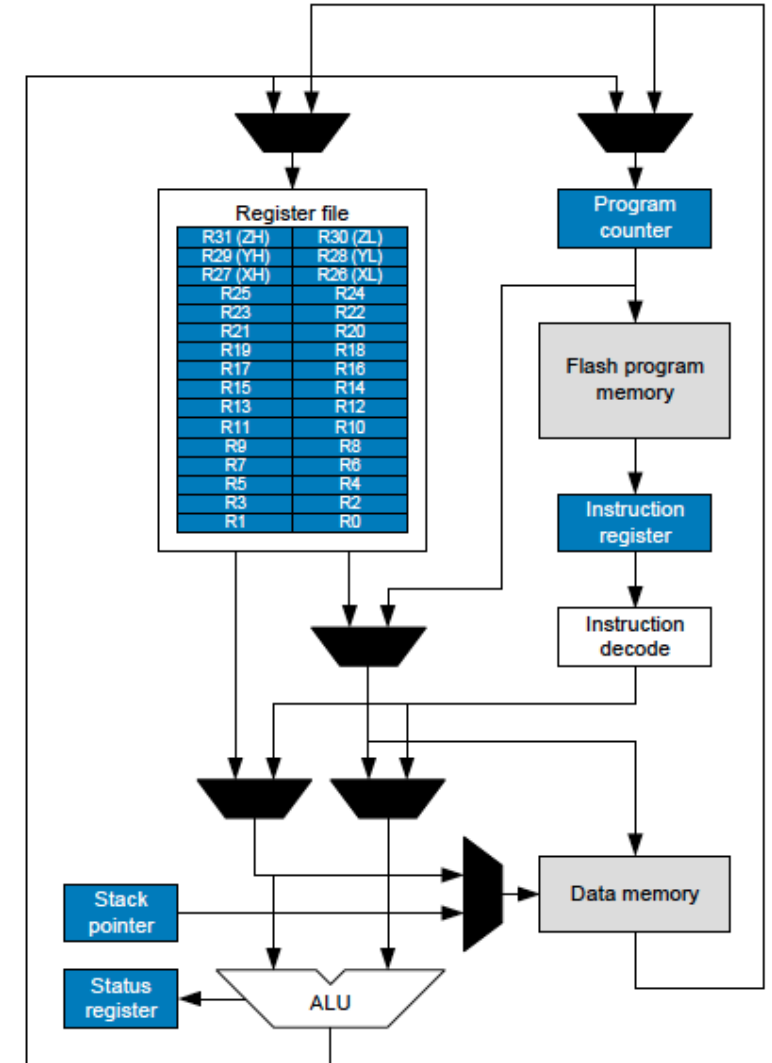 Register file
R31 (ZH) R30 (ZL)
R29 (YH) R28 (YL)
R27 (XH) R26 (XL)
R25 R24
R23 R22
R21 R20
R19 R18
R17 R16
R15 R14
R13 R12
R11 R10
R9 R8
R7 R6
R5 R4
R3 R2
R1 R0
Program
counter
Flash program
memory
Instruction
register
Instruction
decode
Stack
pointer
Data memory
Status
register
ALU